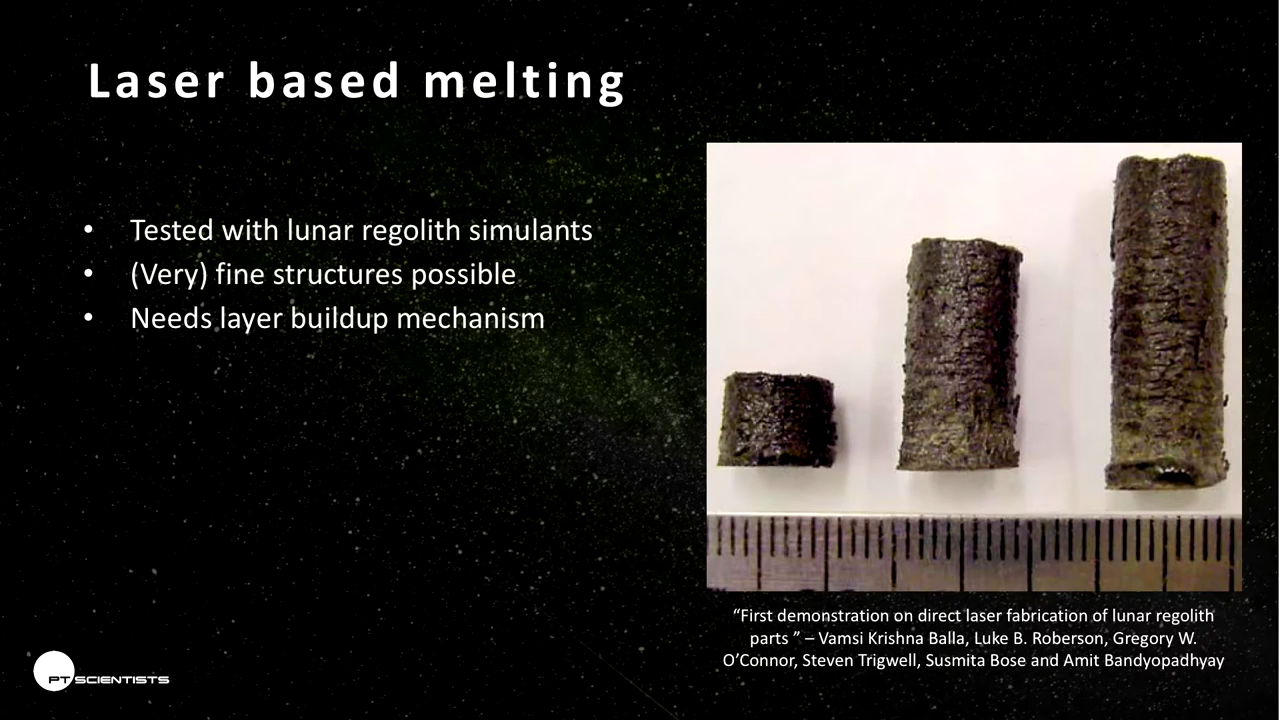 Laser based melting
• Tested with lunar regolith simulants
• (Very) fine structures possible
• Needs layer buildup mechanism
“First demonstration on direct laser fabrication of lunar regolith
parts ” – Vamsi Krishna Balla, Luke B. Roberson, Gregory W.
O’Connor, Steven Trigwell, Susmita Bose and Amit Bandyopadhyay
PT SCIENTISTS